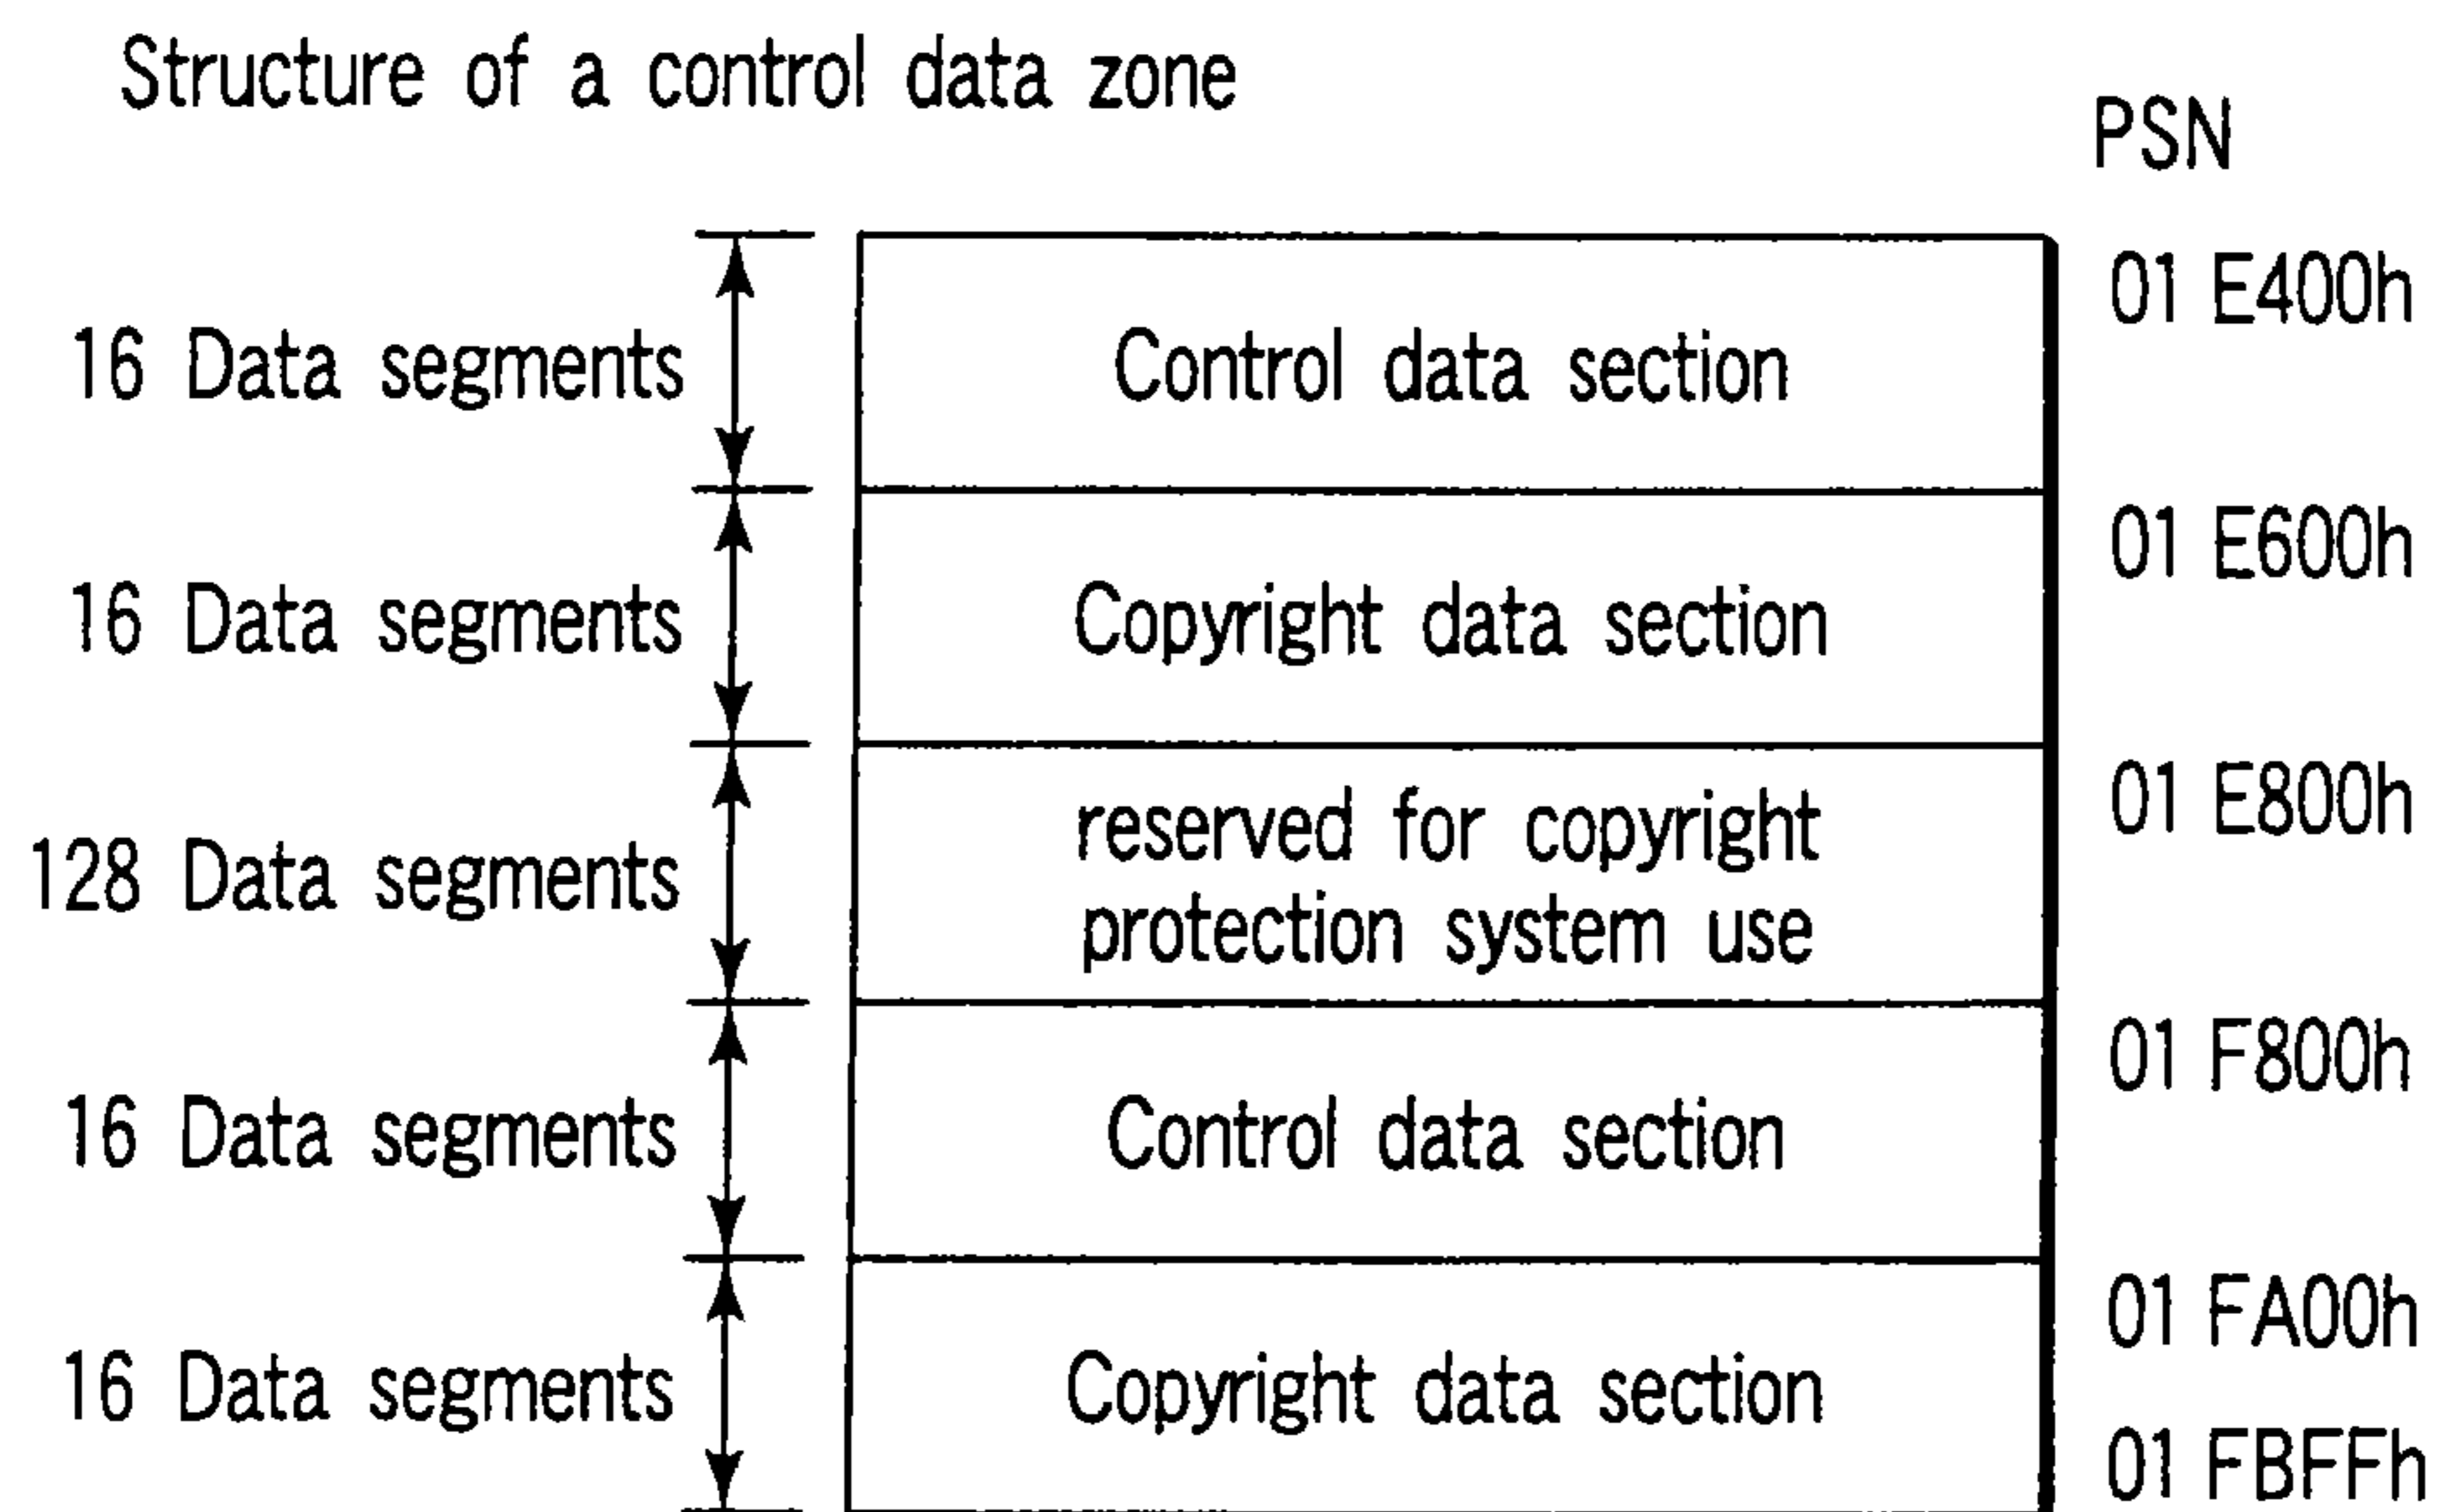 Structure of a control data zone
PSN
01 E400h
16 Data segments
Control data section
01 E600h
16 Data segments
Copyright data section
01 E800h
128 Data segments
reserved for copyright
protection system use
01 F800h
16 Data segments
Control data section
01 FA00h
16 Data segments
Copyright data section
01 FBFFh